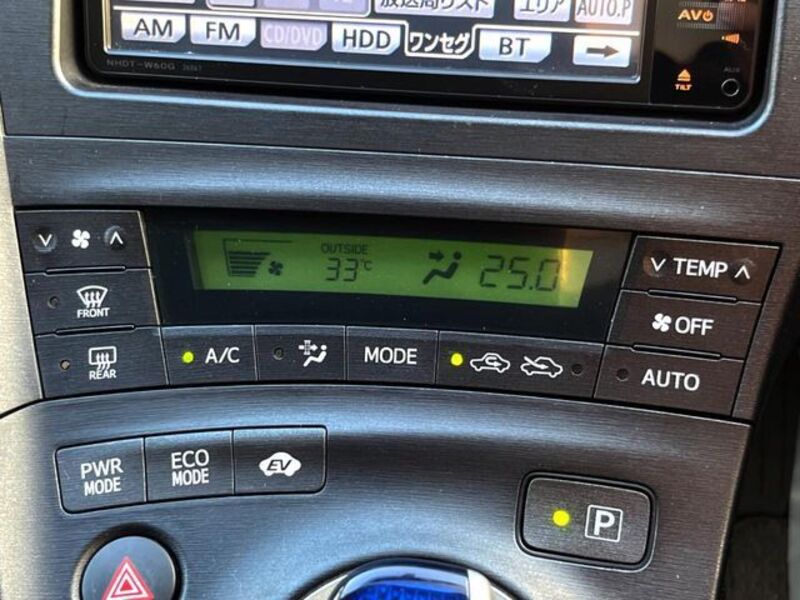 放送局リスト
エリア
AUTO.P
AM
FM
CD/DVD
HDD
ワンセグ
BT
AV
NHDT-W60G
TILT
AUX
OUTSIDE
33℃
25.0
TEMP
FRONT
OFF
REAR
A/C
MODE
AUTO
PWR
MODE
ECO
MODE
EV
P